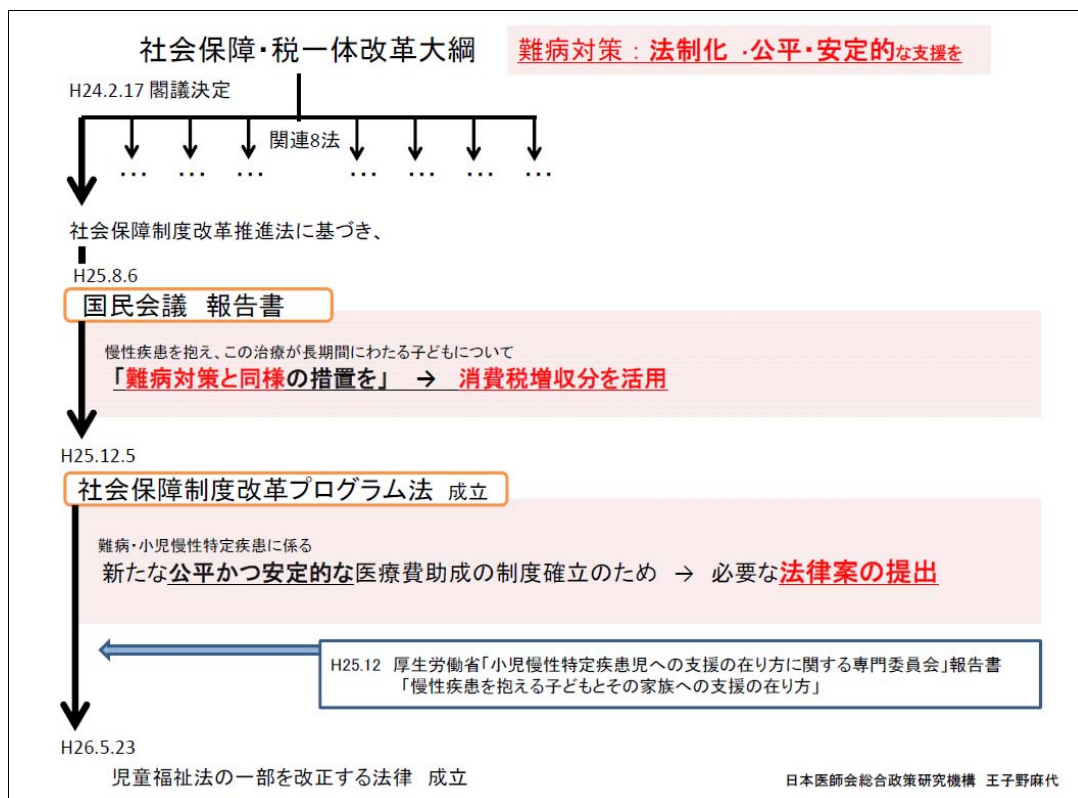 社会保障・税一体改革大綱
難病対策：法制化・公平・安定的な支援を
H24.2.17 閣議決定
関連8法
… … … … … … …
社会保障制度改革推進法に基づき、
H25.8.6
国民会議　報告書
慢性疾患を抱え、この治療が長期間にわたる子どもについて
「難病対策と同様の措置を」　→　消費税増収分を活用
H25.12.5
社会保障制度改革プログラム法　成立
難病・小児慢性特定疾患に係る
新たな公平かつ安定的な医療費助成の制度確立のため　→　必要な法律案の提出
H25.12　厚生労働省「小児慢性特定疾患児への支援の在り方に関する専門委員会」報告書
「慢性疾患を抱える子どもとその家族への支援の在り方」
H26.5.23
児童福祉法の一部を改正する法律　成立
日本医師会総合政策研究機構　王子野麻代